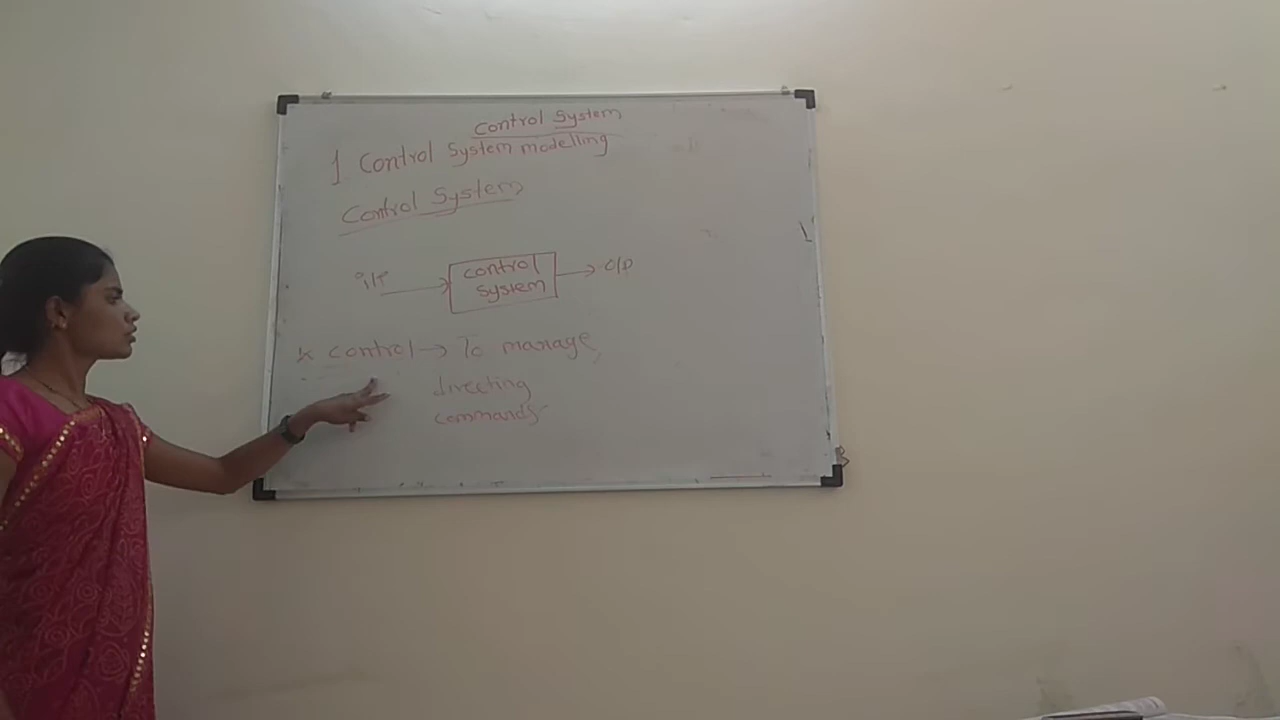 Control System
1. Control System modelling
Control System
i/p
control
system
O/P
* Control → To manage,
directing
commands